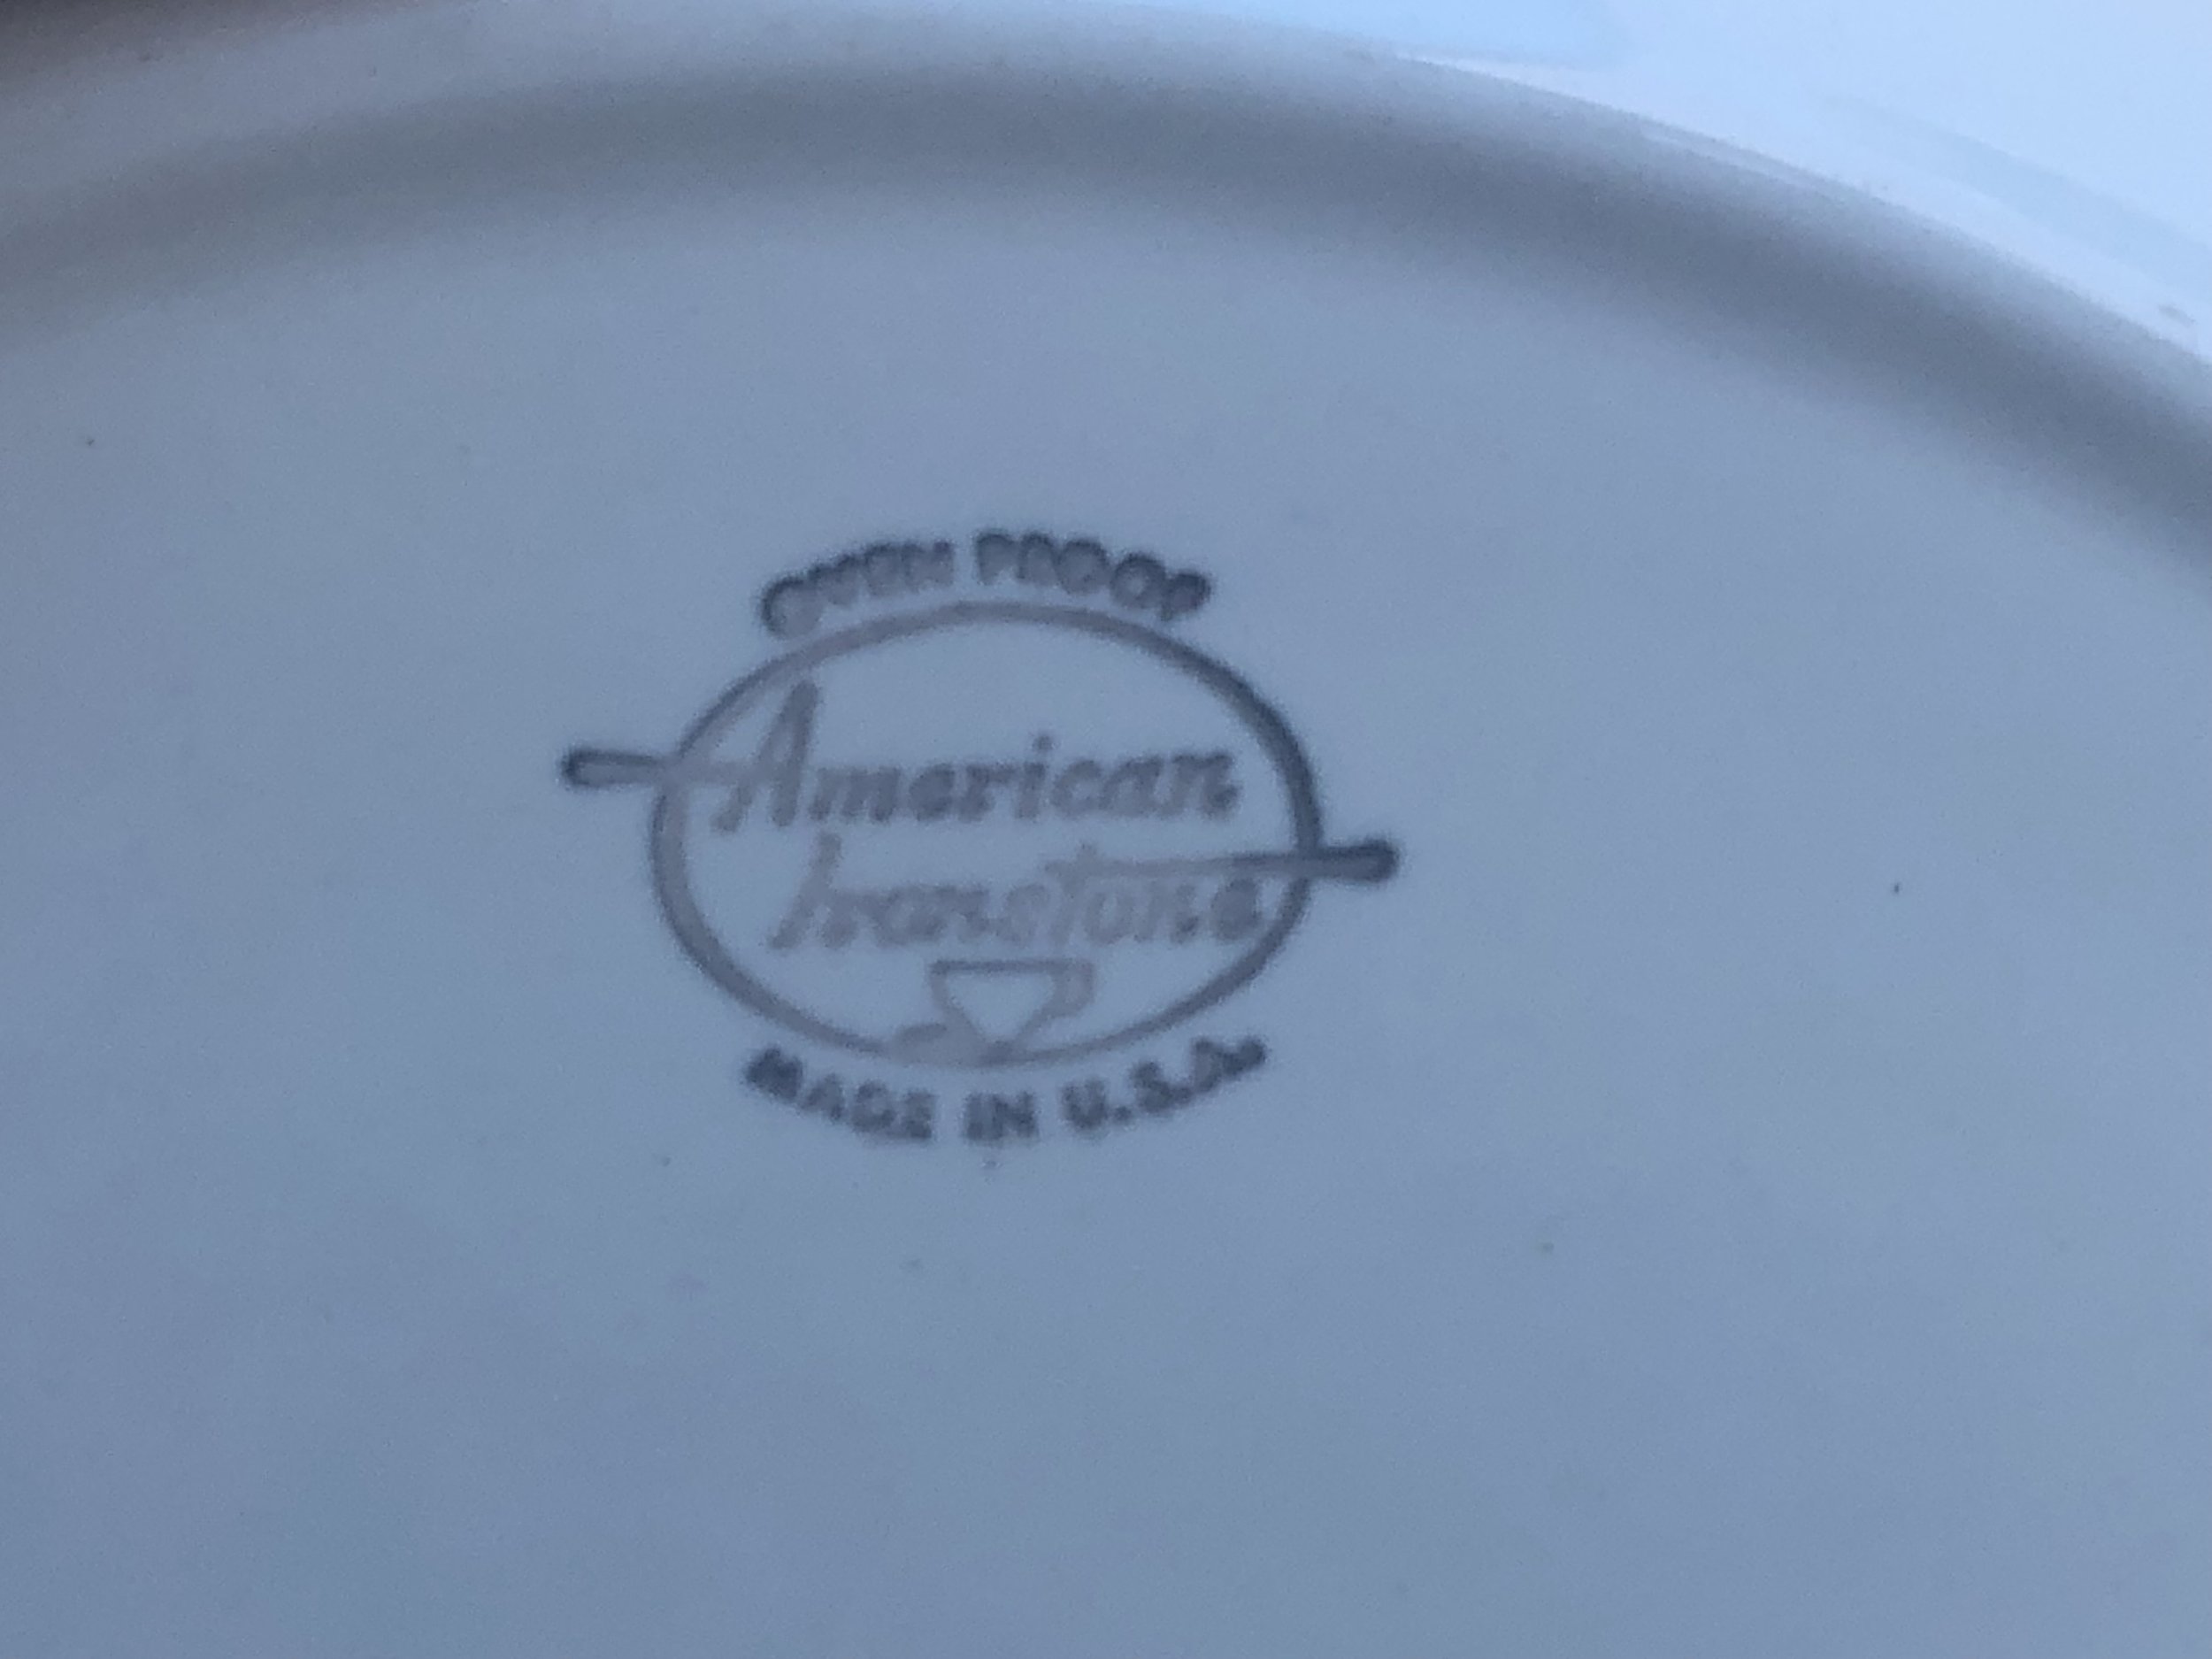 OVEN PROOF
American
Ironstone
MADE IN U.S.A.